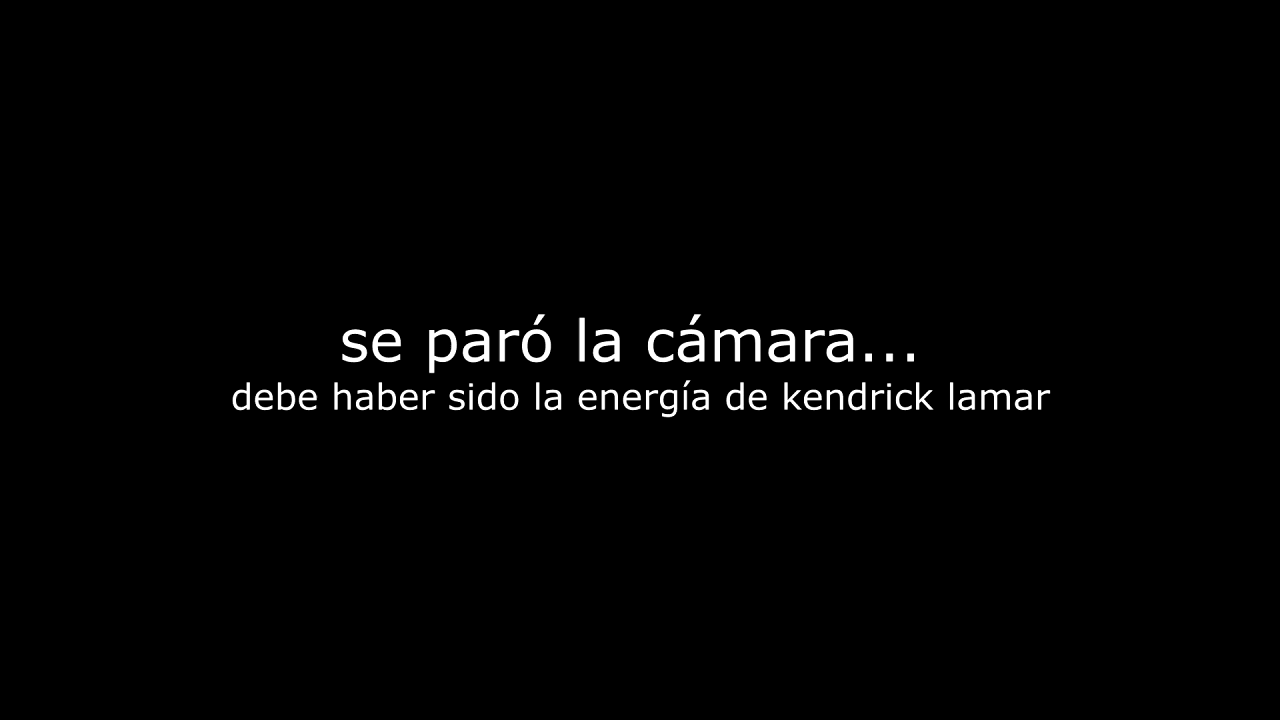 se paró la cámara...
debe haber sido la energía de kendrick lamar